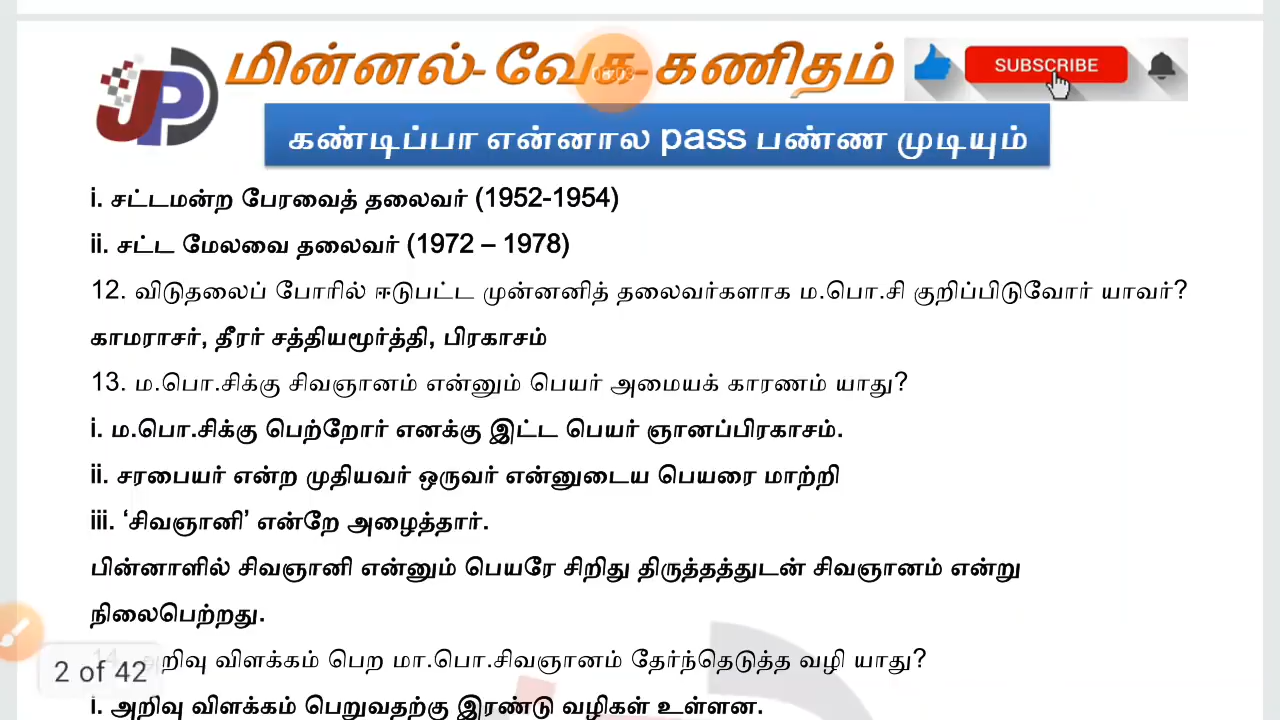 JP
மின்னல்-வேக-கணிதம்
08:03
SUBSCRIBE
கண்டிப்பா என்னால pass பண்ண முடியும்
i. சட்டமன்ற பேரவைத் தலைவர் (1952-1954)
ii. சட்ட மேலவை தலைவர் (1972 – 1978)
12. விடுதலைப் போரில் ஈடுபட்ட முன்னனித் தலைவர்களாக ம.பொ.சி குறிப்பிடுவோர் யாவர்?
காமராசர், தீரர் சத்தியமூர்த்தி, பிரகாசம்
13. ம.பொ.சிக்கு சிவஞானம் என்னும் பெயர் அமையக் காரணம் யாது?
i. ம.பொ.சிக்கு பெற்றோர் எனக்கு இட்ட பெயர் ஞானப்பிரகாசம்.
ii. சரபையர் என்ற முதியவர் ஒருவர் என்னுடைய பெயரை மாற்றி
iii. ‘சிவஞானி’ என்றே அழைத்தார்.
பின்னாளில் சிவஞானி என்னும் பெயரே சிறிது திருத்தத்துடன் சிவஞானம் என்று
நிலைபெற்றது.
14. அறிவு விளக்கம் பெற மா.பொ.சிவஞானம் தேர்ந்தெடுத்த வழி யாது?
2 of 42
i. அறிவு விளக்கம் பெறுவதற்கு இரண்டு வழிகள் உள்ளன.